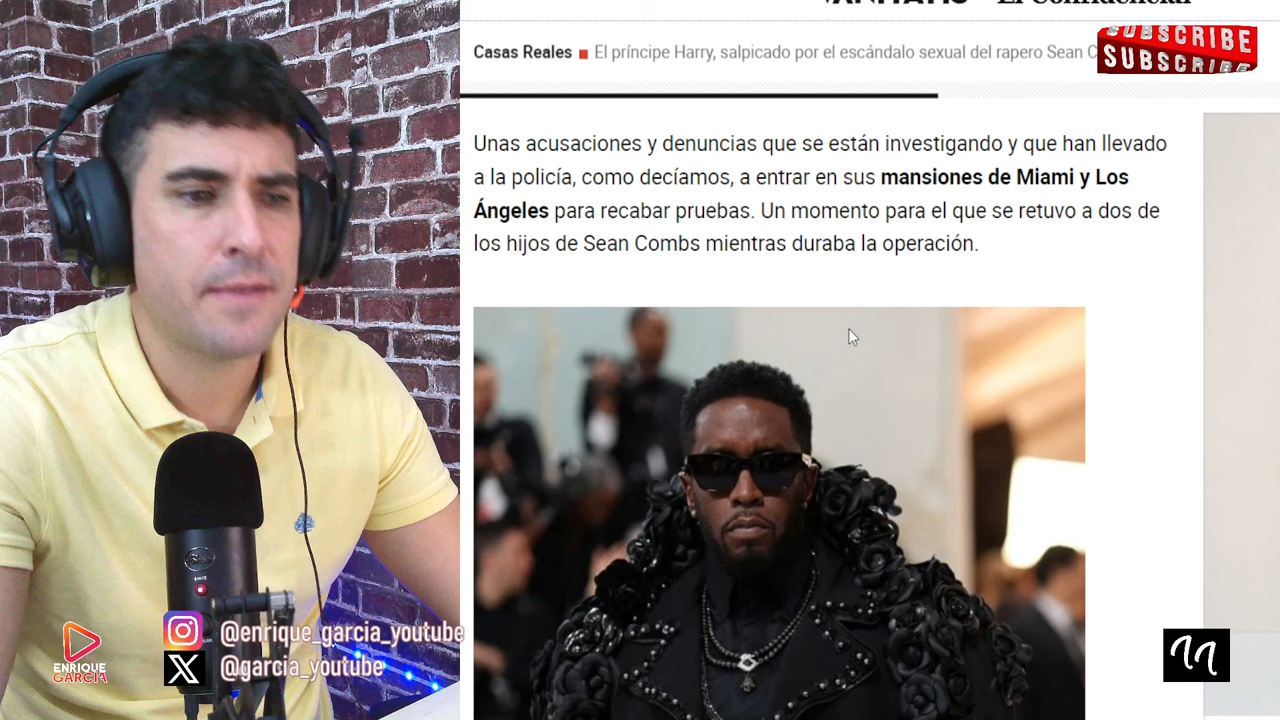 El Confidencial
Casas Reales El príncipe Harry, salpicado por el escándalo sexual del rapero Sean C
SUBSCRIBE
SUBSCRIBE
Unas acusaciones y denuncias que se están investigando y que han llevado
a la policía, como decíamos, a entrar en sus mansiones de Miami y Los
Ángeles para recabar pruebas. Un momento para el que se retuvo a dos de
los hijos de Sean Combs mientras duraba la operación.
ENRIQUE
GARCIA
@enrique_garcia_youtube
@garcia_youtube